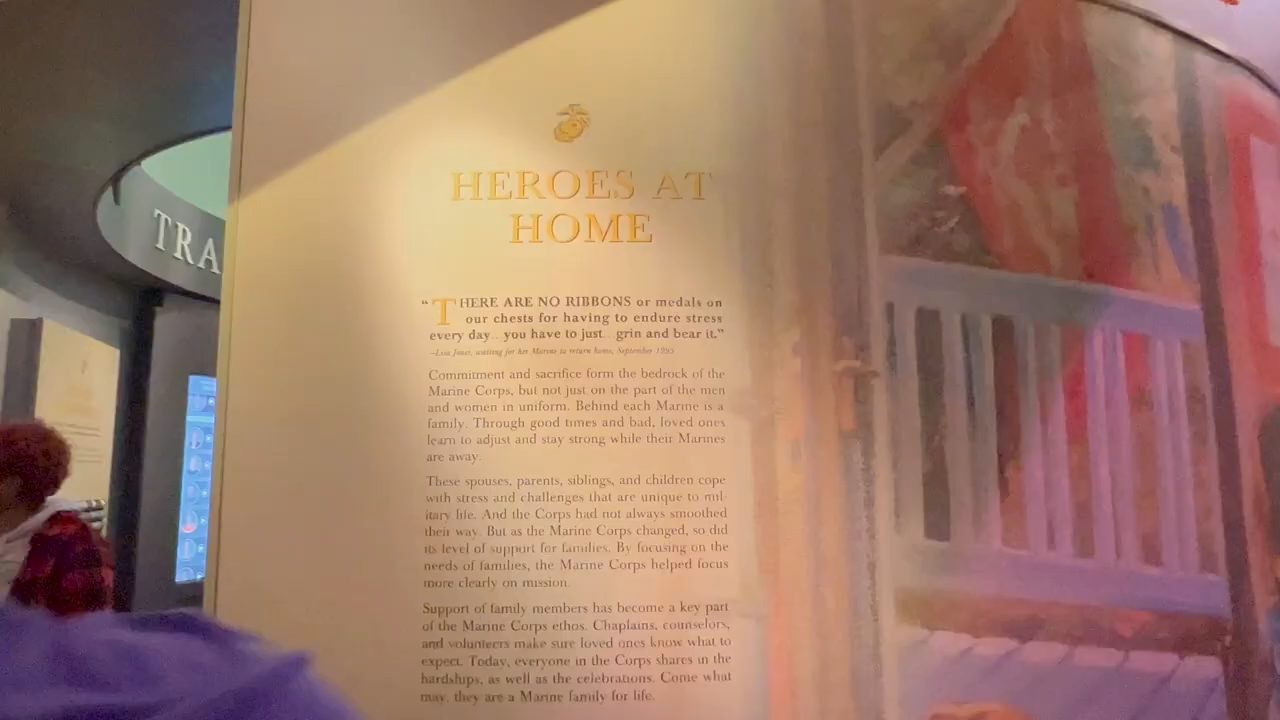 TRA
HEROES AT
HOME
“THERE ARE NO RIBBONS or medals on
our chests for having to endure stress
every day...you have to just...grin and bear it.”
waiting for her Marine to return home, September 1995
Commitment and sacrifice form the bedrock of the
Marine Corps, but not just on the part of the men
and women in uniform. Behind each Marine is a
family. Through good times and bad, loved ones
learn to adjust and stay strong while their Marines
are away.
These spouses, parents, siblings, and children cope
with stress and challenges that are unique to mil-
itary life. And the Corps had not always smoothed
their way. But as the Marine Corps changed, so did
its level of support for families. By focusing on the
needs of families, the Marine Corps helped focus
more clearly on mission.
Support of family members has become a key part
of the Marine Corps ethos. Chaplains, counselors,
and volunteers make sure loved ones know what to
expect. Today, everyone in the Corps shares in the
hardships, as well as the celebrations. Come what
may, they are a Marine family for life.